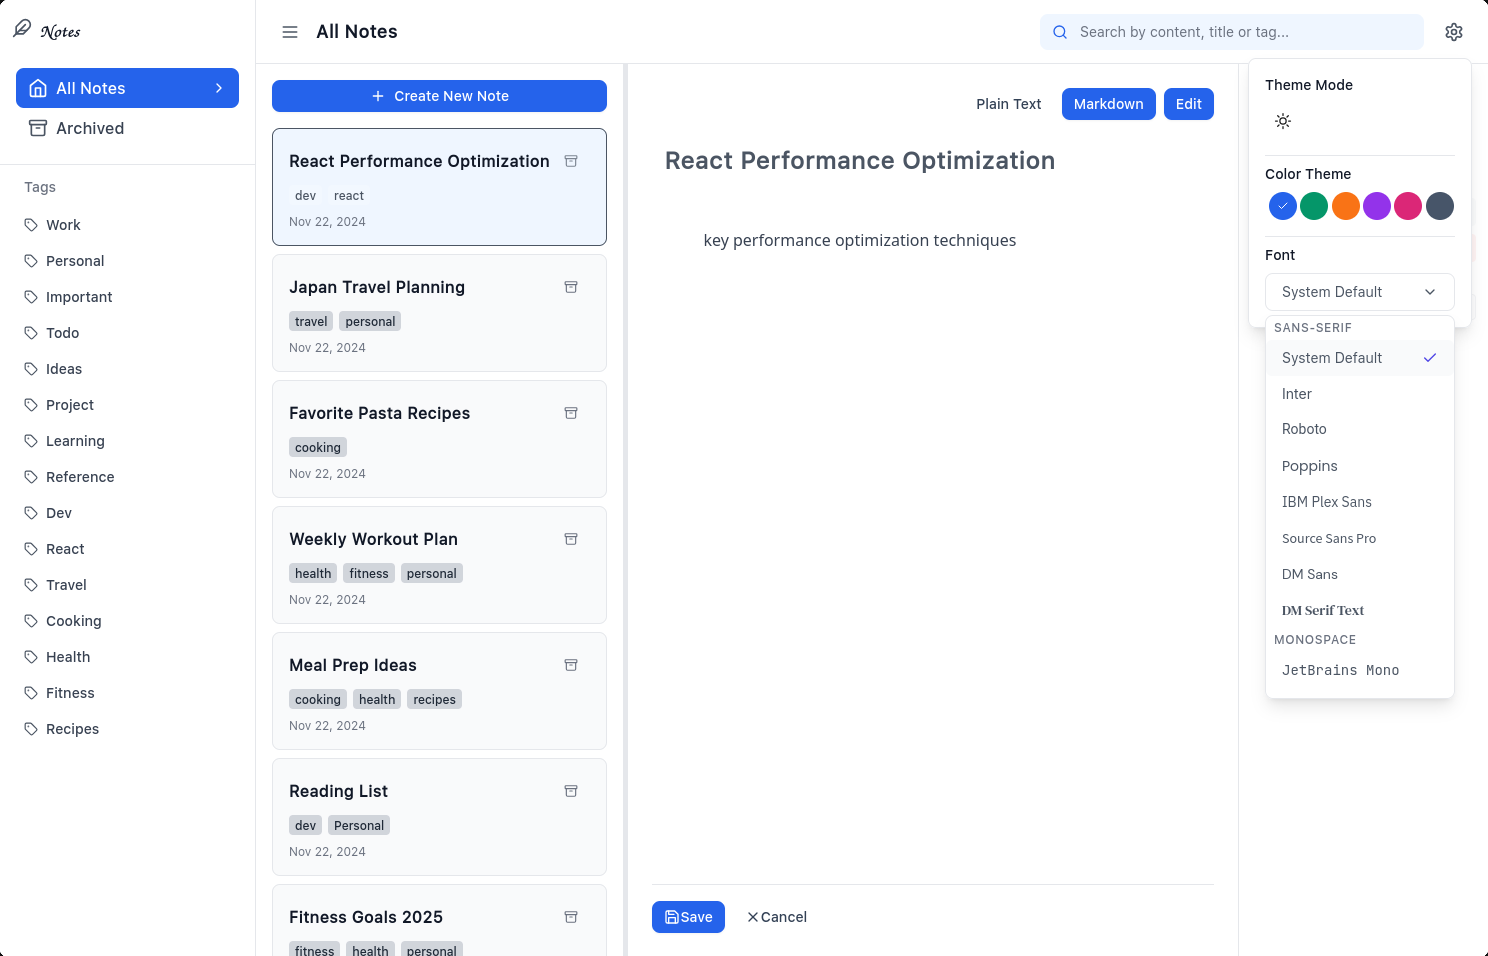 Notes
All Notes
Archived
Tags
Work
Personal
Important
Todo
Ideas
Project
Learning
Reference
Dev
React
Travel
Cooking
Health
Fitness
Recipes
All Notes
Search by content, title or tag...
Create New Note
React Performance Optimization
dev react
Nov 22, 2024
Japan Travel Planning
travel personal
Nov 22, 2024
Favorite Pasta Recipes
cooking
Nov 22, 2024
Weekly Workout Plan
health fitness personal
Nov 22, 2024
Meal Prep Ideas
cooking health recipes
Nov 22, 2024
Reading List
dev Personal
Nov 22, 2024
Fitness Goals 2025
fitness health personal
Plain Text Markdown Edit
React Performance Optimization
key performance optimization techniques
Save Cancel
Theme Mode
Color Theme
Font
System Default
SANS-SERIF
System Default
Inter
Roboto
Poppins
IBM Plex Sans
Source Sans Pro
DM Sans
DM Serif Text
MONOSPACE
JetBrains Mono